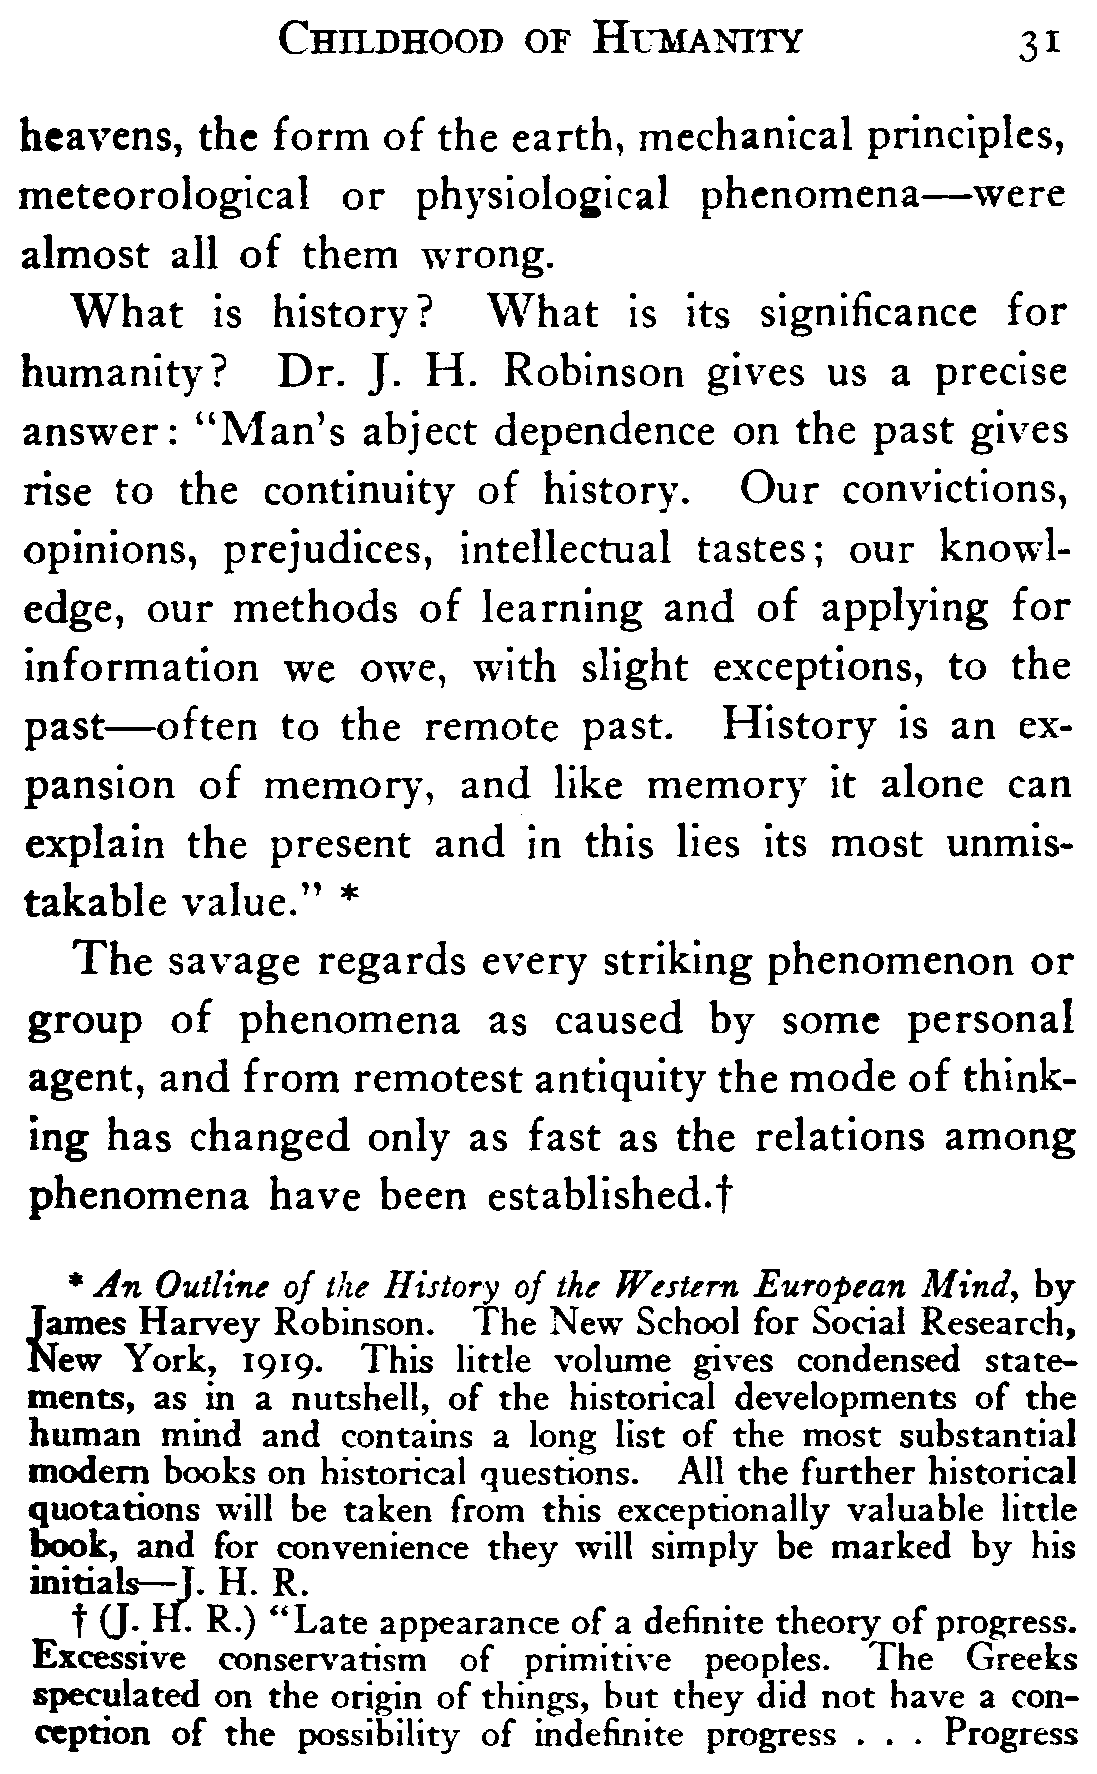 CHILDHOOD OF HUMANITY 31
heavens, the form of the earth, mechanical principles,
meteorological or physiological phenomena—were
almost all of them wrong.
What is history? What is its significance for
humanity? Dr. J. H. Robinson gives us a precise
answer: "Man's abject dependence on the past gives
rise to the continuity of history. Our convictions,
opinions, prejudices, intellectual tastes; our knowl-
edge, our methods of learning and of applying for
information we owe, with slight exceptions, to the
past—often to the remote past. History is an ex-
pansion of memory, and like memory it alone can
explain the present and in this lies its most unmis-
takable value." *
The savage regards every striking phenomenon or
group of phenomena as caused by some personal
agent, and from remotest antiquity the mode of think-
ing has changed only as fast as the relations among
phenomena have been established.†
* An Outline of the History of the Western European Mind, by
James Harvey Robinson. The New School for Social Research,
New York, 1919. This little volume gives condensed state-
ments, as in a nutshell, of the historical developments of the
human mind and contains a long list of the most substantial
modern books on historical questions. All the further historical
quotations will be taken from this exceptionally valuable little
book, and for convenience they will simply be marked by his
initials—J. H. R.
† (J. H. R.) "Late appearance of a definite theory of progress.
Excessive conservatism of primitive peoples. The Greeks
speculated on the origin of things, but they did not have a con-
ception of the possibility of indefinite progress . . . Progress